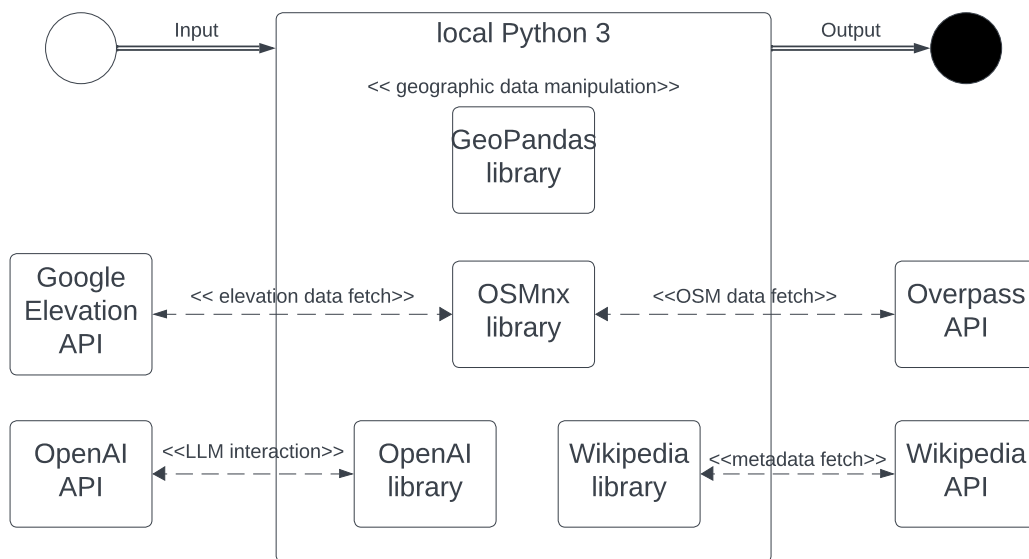 Input
local Python 3
Output
<< geographic data manipulation>>
GeoPandas
library
Google
Elevation
API
<< elevation data fetch>>
OSMnx
library
<<OSM data fetch>>
Overpass
API
OpenAI
API
<<LLM interaction>>
OpenAI
library
Wikipedia
library
<<metadata fetch>>
Wikipedia
API